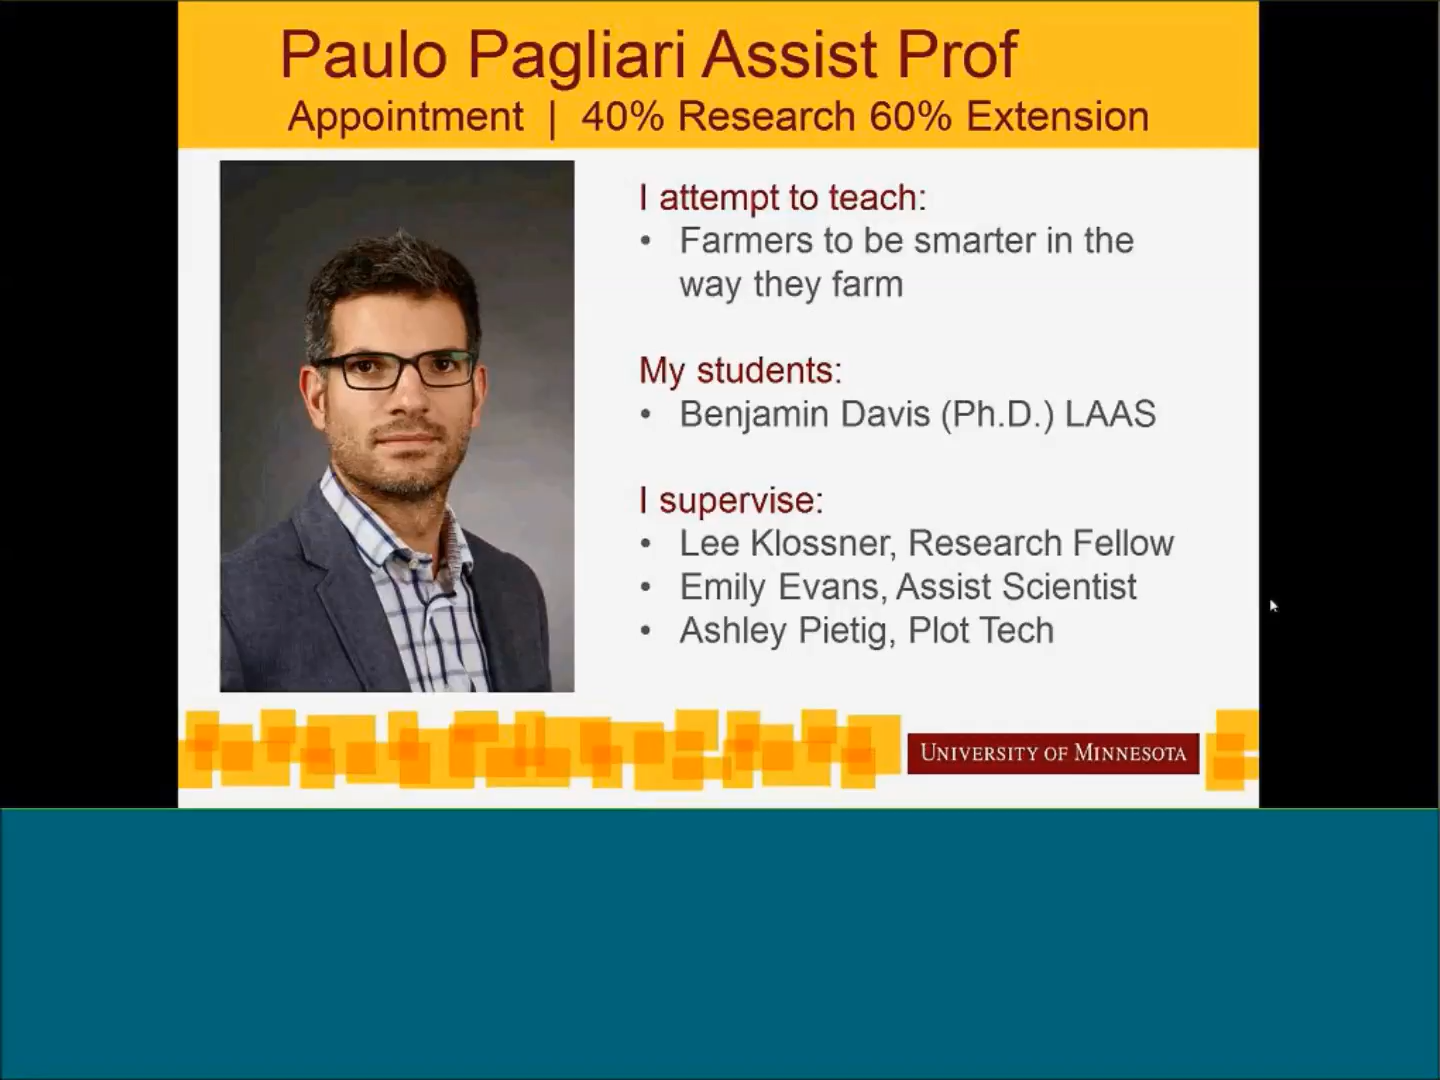 Paulo Pagliari Assist Prof
Appointment | 40% Research 60% Extension
I attempt to teach:
• Farmers to be smarter in the
way they farm
My students:
• Benjamin Davis (Ph.D.) LAAS
I supervise:
• Lee Klossner, Research Fellow
• Emily Evans, Assist Scientist
• Ashley Pietig, Plot Tech
UNIVERSITY OF MINNESOTA